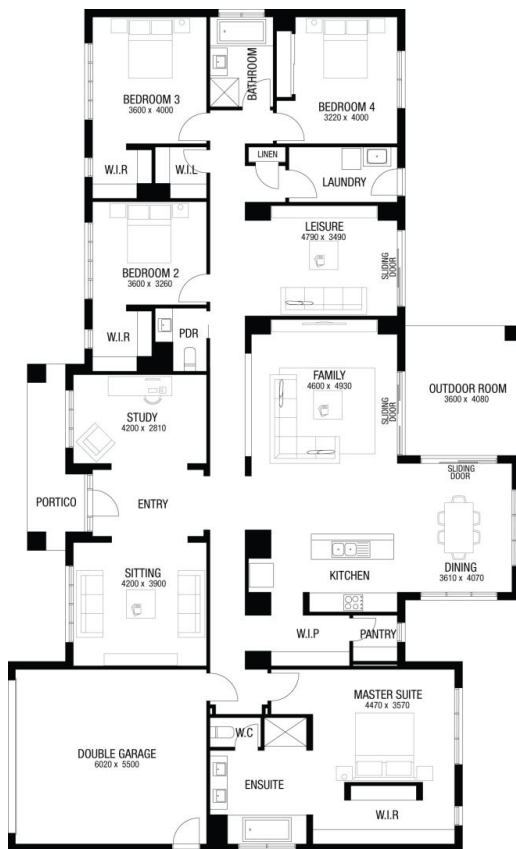 BATHROOM
BEDROOM 3
3600 x 4000
BEDROOM 4
3220 x 4000
LINEN
W.I.R
W.I.L
LAUNDRY
LEISURE
4790 x 3490
SLIDING
DOOR
BEDROOM 2
3600 x 3260
W.I.R
PDR
FAMILY
4600 x 4930
SLIDING
DOOR
OUTDOOR ROOM
3600 x 4080
STUDY
4200 x 2810
SLIDING
DOOR
PORTICO
ENTRY
SITTING
4200 x 3900
KITCHEN
DINING
3610 x 4070
W.I.P
PANTRY
MASTER SUITE
4470 x 3570
W.C
DOUBLE GARAGE
6020 x 5500
ENSUITE
W.I.R